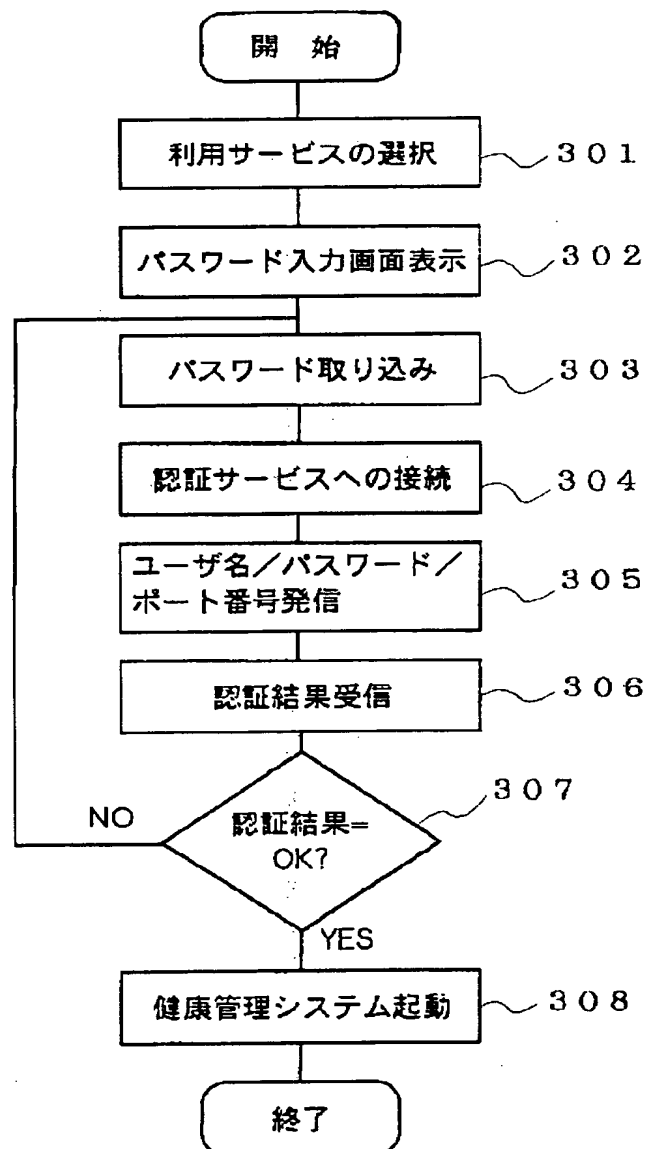 開　始
利用サービスの選択
３０１
パスワード入力画面表示
３０２
パスワード取り込み
３０３
認証サービスへの接続
３０４
ユーザ名／パスワード／
ポート番号発信
３０５
認証結果受信
３０６
認証結果=
OK?
３０７
NO
YES
健康管理システム起動
３０８
終了